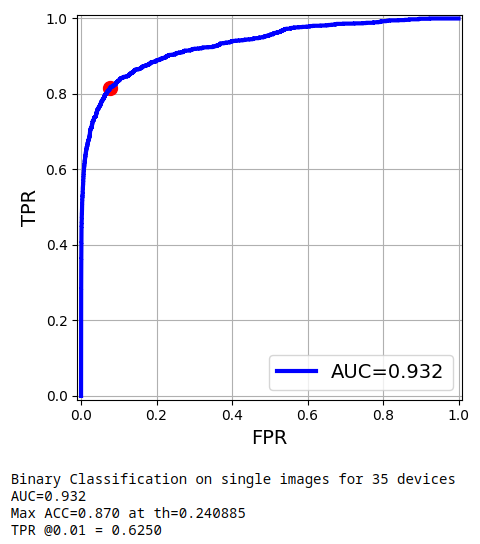 1.0
0.8
0.6
0.4
0.2
0.0
TPR
AUC=0.932
0.0 0.2 0.4 0.6 0.8 1.0
FPR
Binary Classification on single images for 35 devices
AUC=0.932
Max ACC=0.870 at th=0.240885
TPR @0.01 = 0.6250